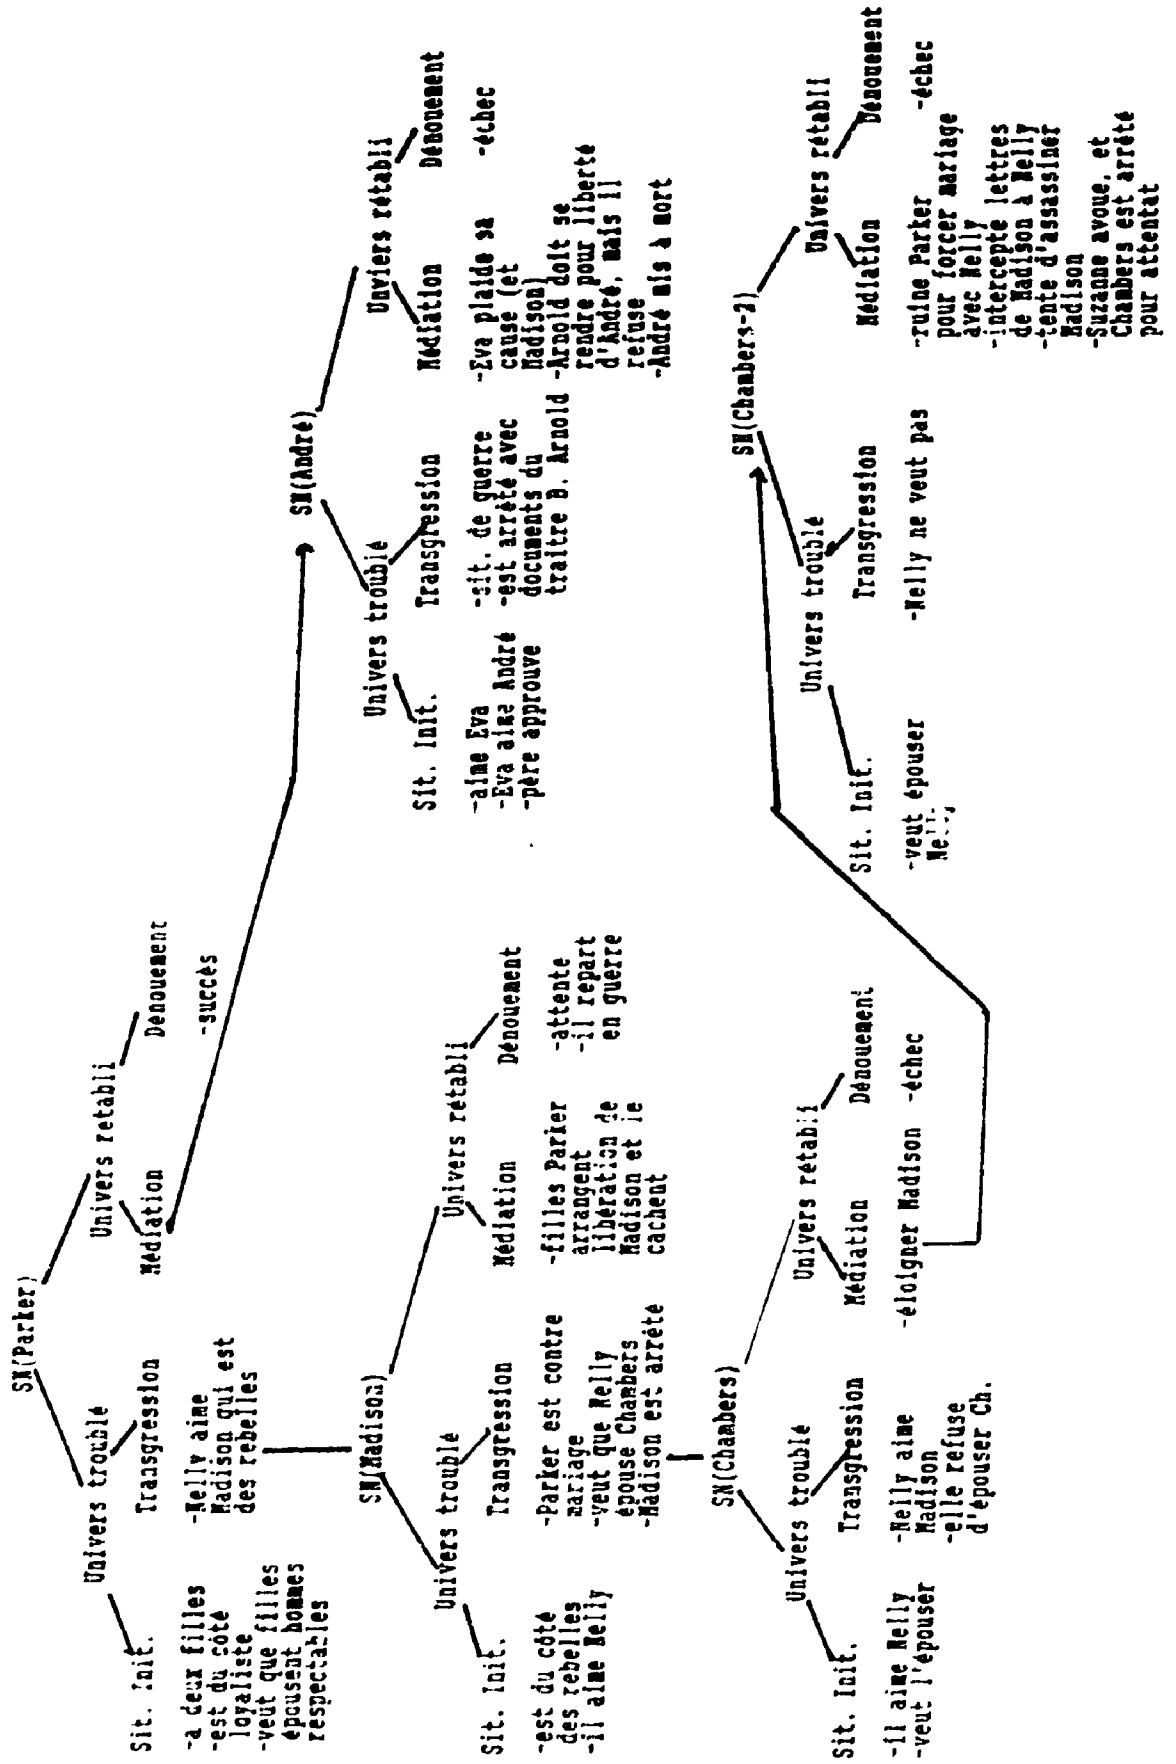 SN(Parker)
Univers troublé
Univers retabli
Sit. Init.
Transgression
Médiation
Dénouement
-a deux filles
-est du côté
loyaliste
-veut que filles
épousent hommes
respectables
-Nelly aime
Madison qui est
des rebelles
-succès
SN(André)
Univers troublé
Unviers rétabli
Sit. Init.
Transgression
Médiation
Dénouement
-aime Eva
-Eva aime André
-père approuve
-sit. de guerre
-est arrêté avec
documents du
traitre B. Arnold
-Eva plaide sa
cause (et
Madison)
-Arnold doit se
rendre pour liberté
d'André, mais il
refuse
-André mis à mort
-échec
SN(Madison)
Univers troublé
Univers rétabli
Sit. Init.
Transgression
Médiation
Dénouement
-est du côté
des rebelles
-il aime Nelly
-Parker est contre
mariage
-veut que Nelly
épouse Chambers
-Madison est arrêté
-filles Parker
arrangent
libération de
Madison et le
cachent
-attente
-il repart
en guerre
SN(Chambers)
Univers troublé
Univers rétabli
Sit. Init.
Transgression
Médiation
Dénouement
-il aime Nelly
-veut l'épouser
-Nelly aime
Madison
-elle refuse
d'épouser Ch.
-éloigner Madison
-échec
SN(Chambers-2)
Univers troublé
Univers rétabli
Sit. Init.
Transgression
Médiation
Dénouement
-veut épouser
-Nelly ne veut pas
-ruine Parker
pour forcer mariage
avec Nelly
-intercepte lettres
de Madison à Nelly
-tente d'assassiner
Madison
-Suzanne avoue, et
Chambers est arrêté
pour attentat
-échec